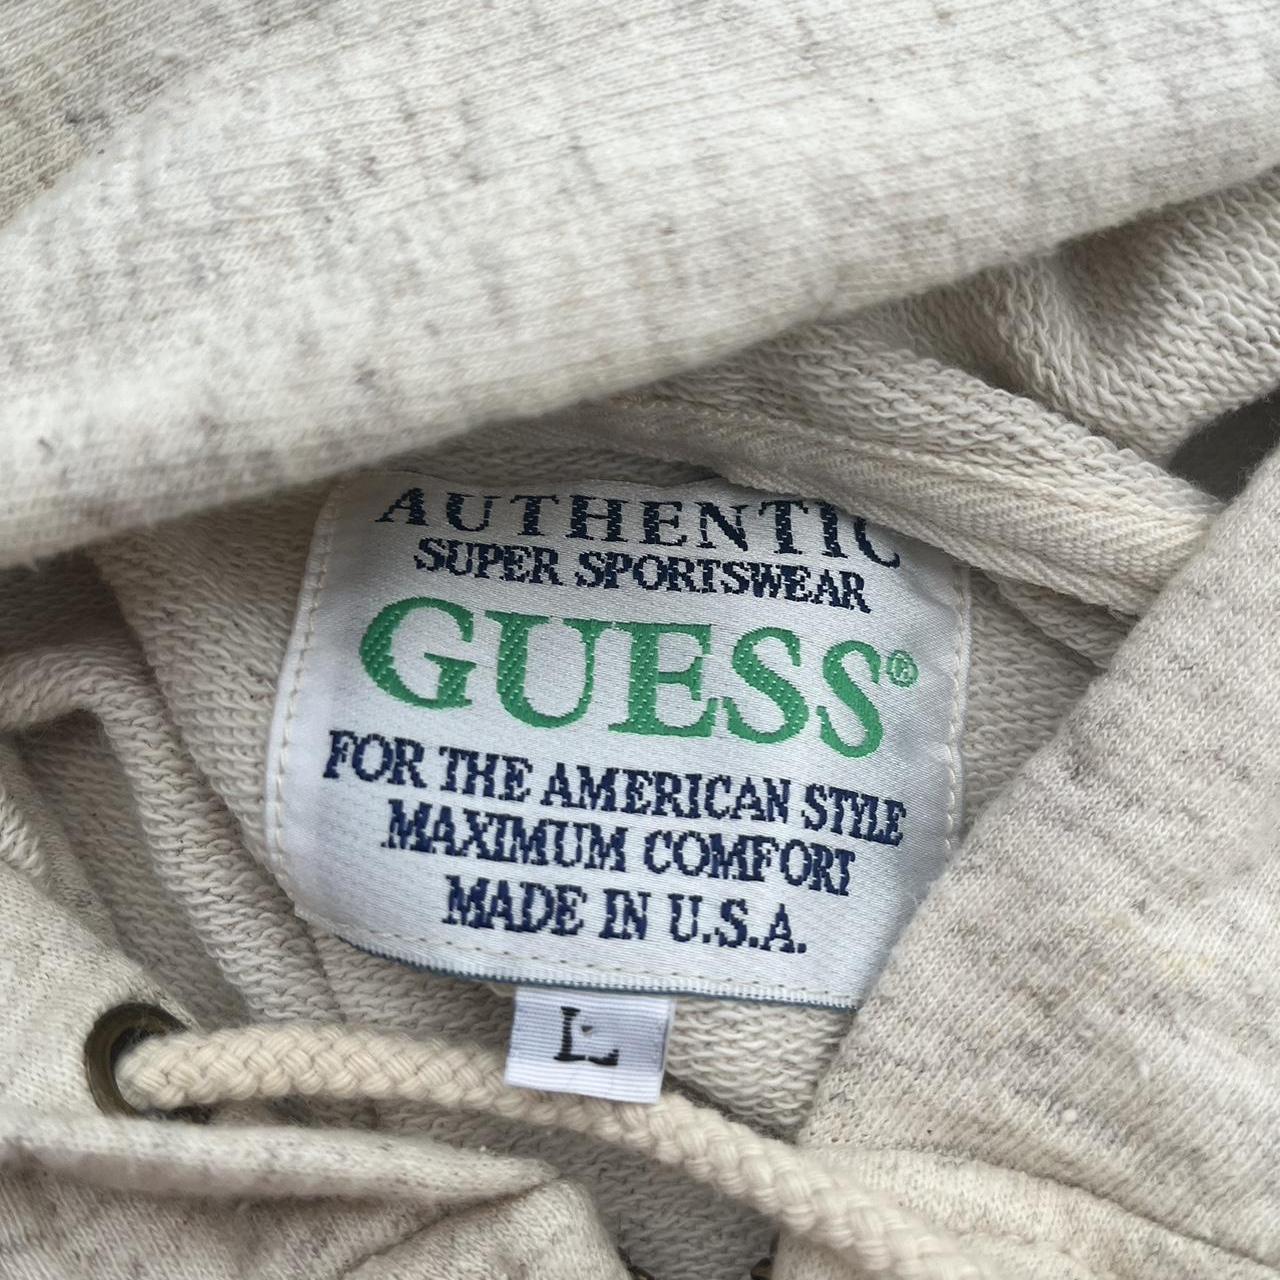 AUTHENTIC
SUPER SPORTSWEAR
GUESS®
FOR THE AMERICAN STYLE
MAXIMUM COMFORT
MADE IN U.S.A.
L